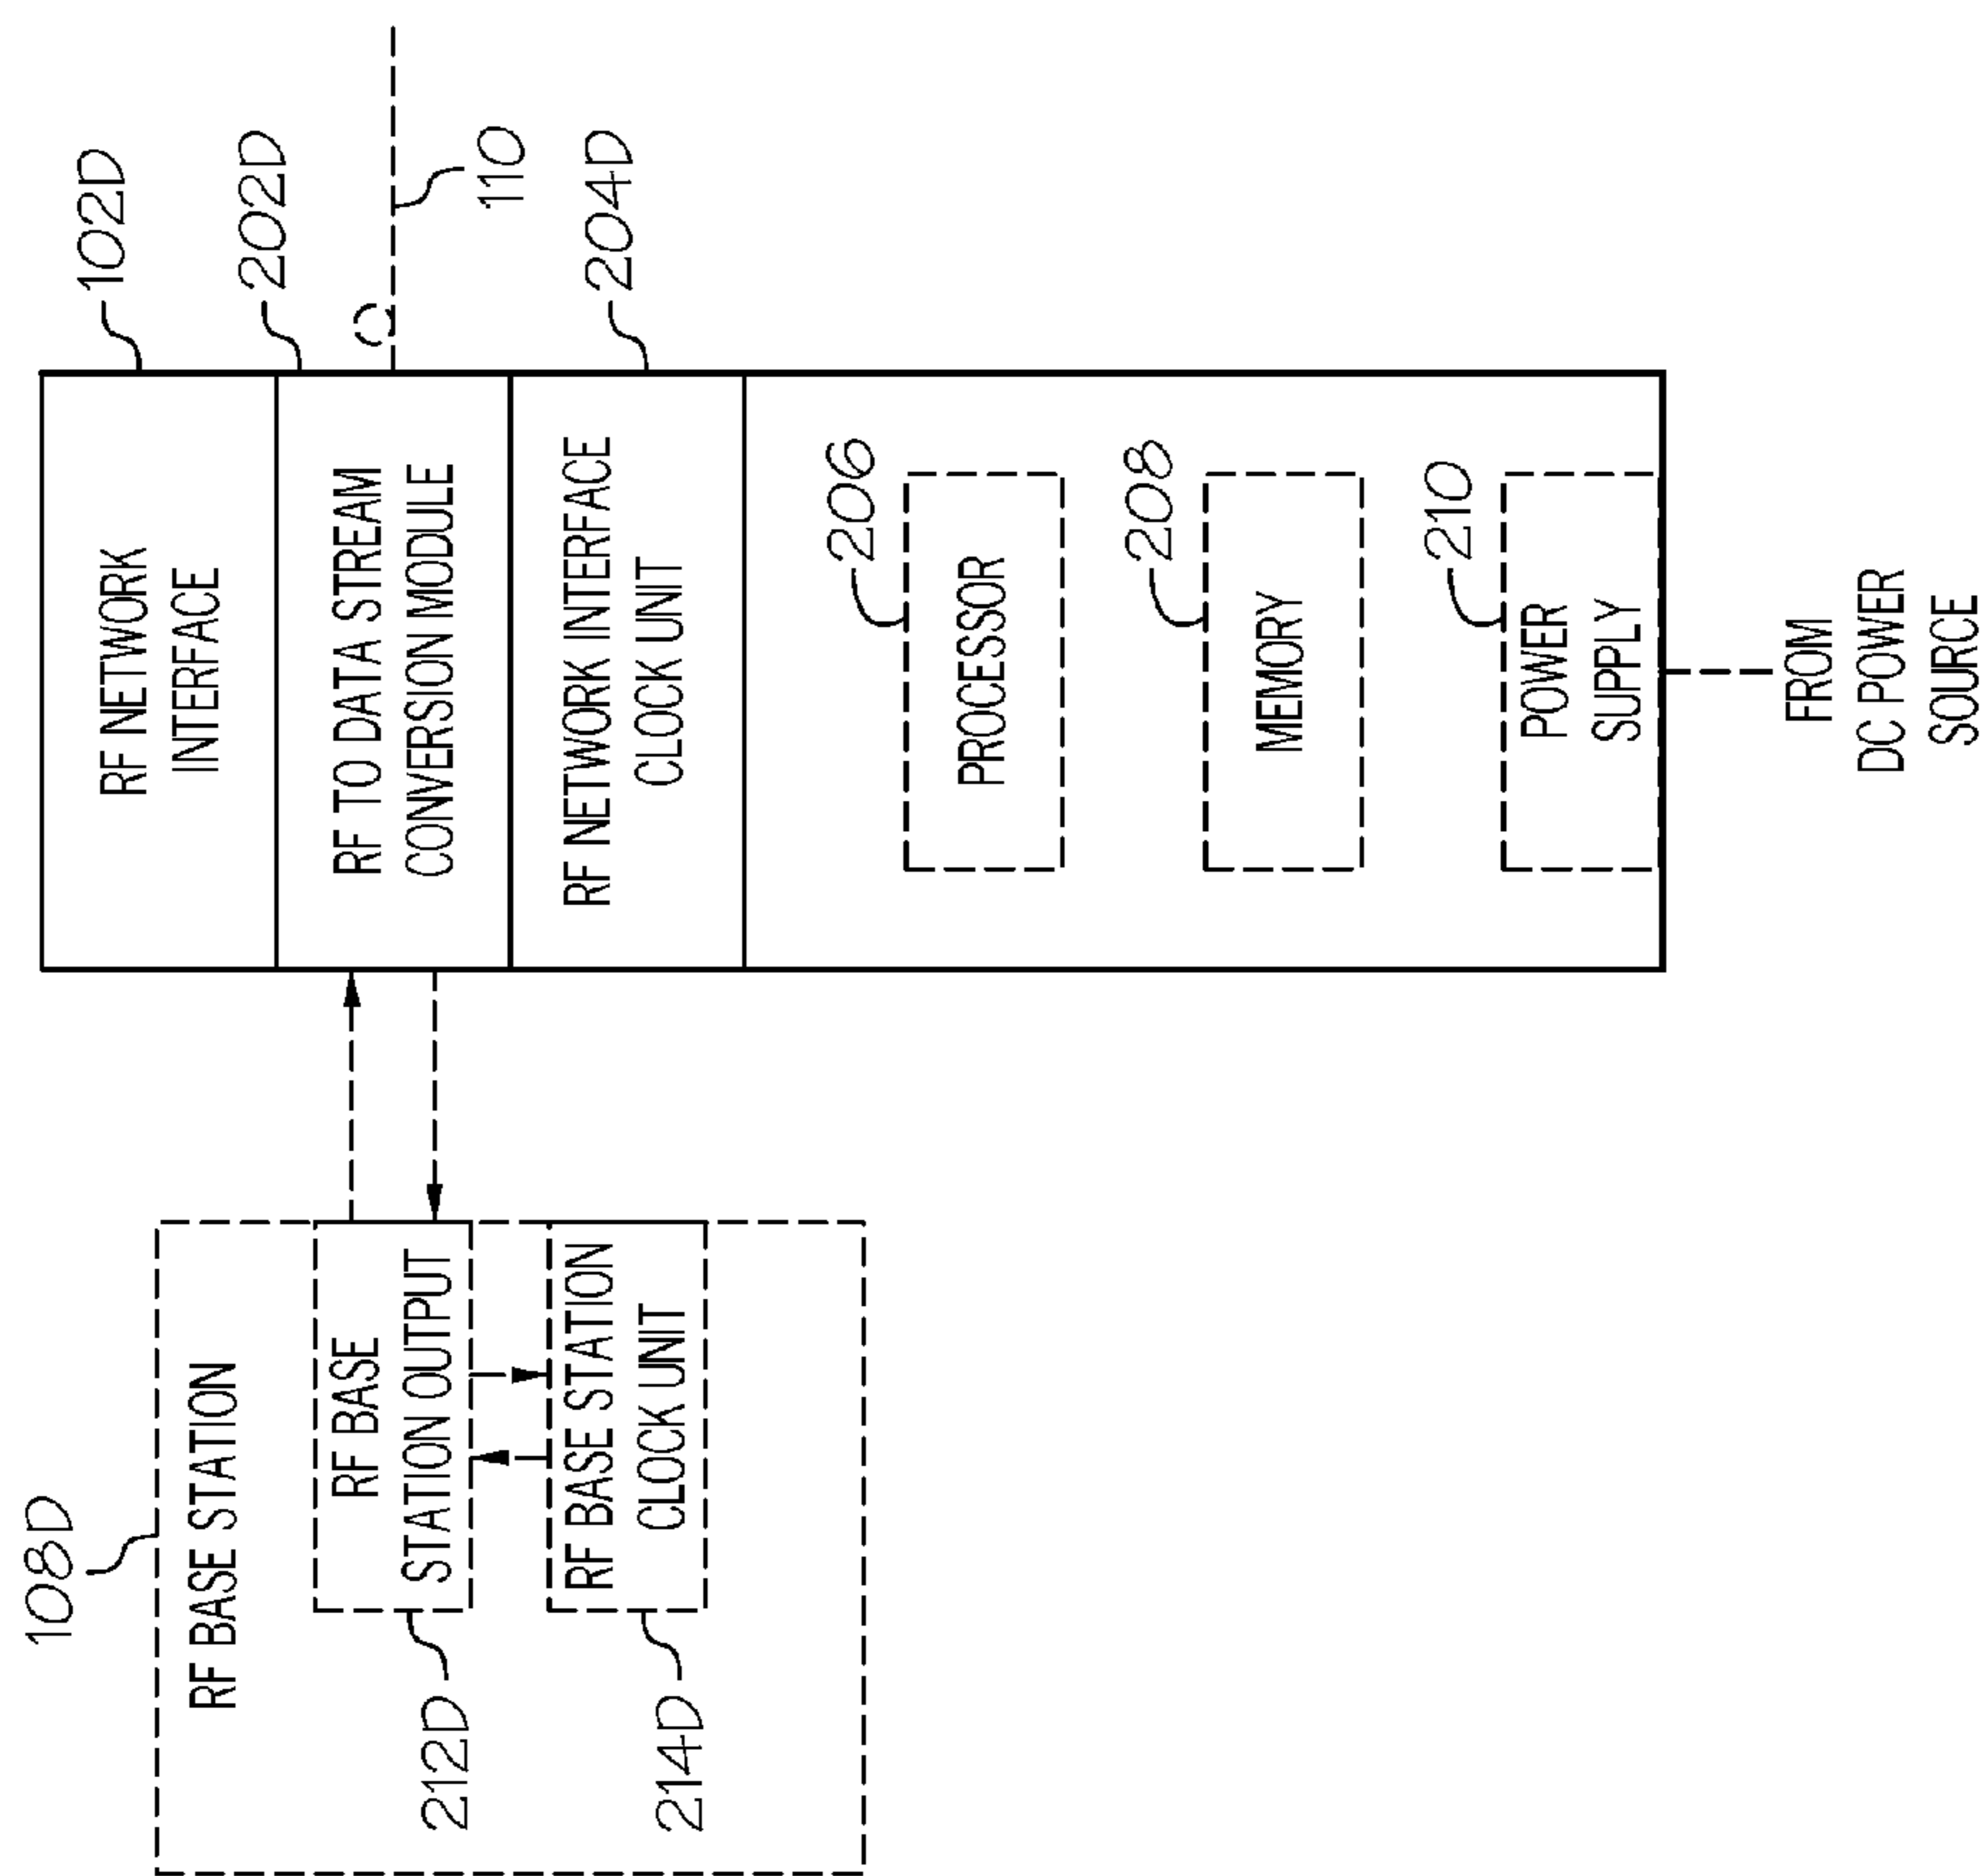 108D
RF BASE STATION
RF BASE
STATION OUTPUT
212D
RF BASE STATION
CLOCK UNIT
214D
102D
RF NETWORK
INTERFACE
202D
RF TO DATA STREAM
CONVERSION MODULE
110
204D
RF NETWORK INTERFACE
CLOCK UNIT
206
PROCESSOR
208
MEMORY
210
POWER
SUPPLY
FROM
DC POWER
SOURCE